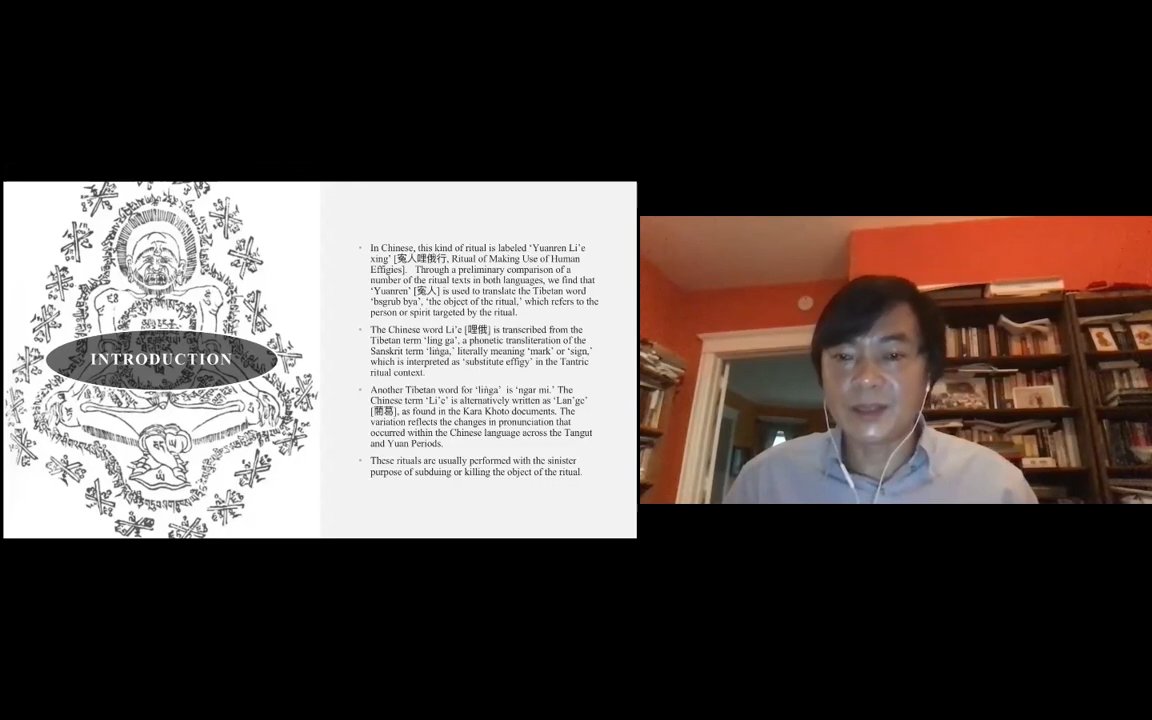 INTRODUCTION
• In Chinese, this kind of ritual is labeled ‘Yuanren Li’e
xing’ [冤人哩俄行, Ritual of Making Use of Human
Effigies].   Through a preliminary comparison of a
number of the ritual texts in both languages, we find that
‘Yuanren’ [冤人] is used to translate the Tibetan word
‘bsgrub bya’, ‘the object of the ritual,’ which refers to the
person or spirit targeted by the ritual.
• The Chinese word Li’e [哩俄] is transcribed from the
Tibetan term ‘ling ga’, a phonetic transliteration of the
Sanskrit term ‘liṅga,’ literally meaning ‘mark’ or ‘sign,’
which is interpreted as ‘substitute effigy’ in the Tantric
ritual context.
• Another Tibetan word for ‘liṅga’  is ‘ngar mi.’ The
Chinese term ‘Li’e’ is alternatively written as ‘Lan’ge’
as found in the Kara Khoto documents. The
variation reflects the changes in pronunciation that
occurred within the Chinese language across the Tangut
and Yuan Periods.
• These rituals are usually performed with the sinister
purpose of subduing or killing the object of the ritual.